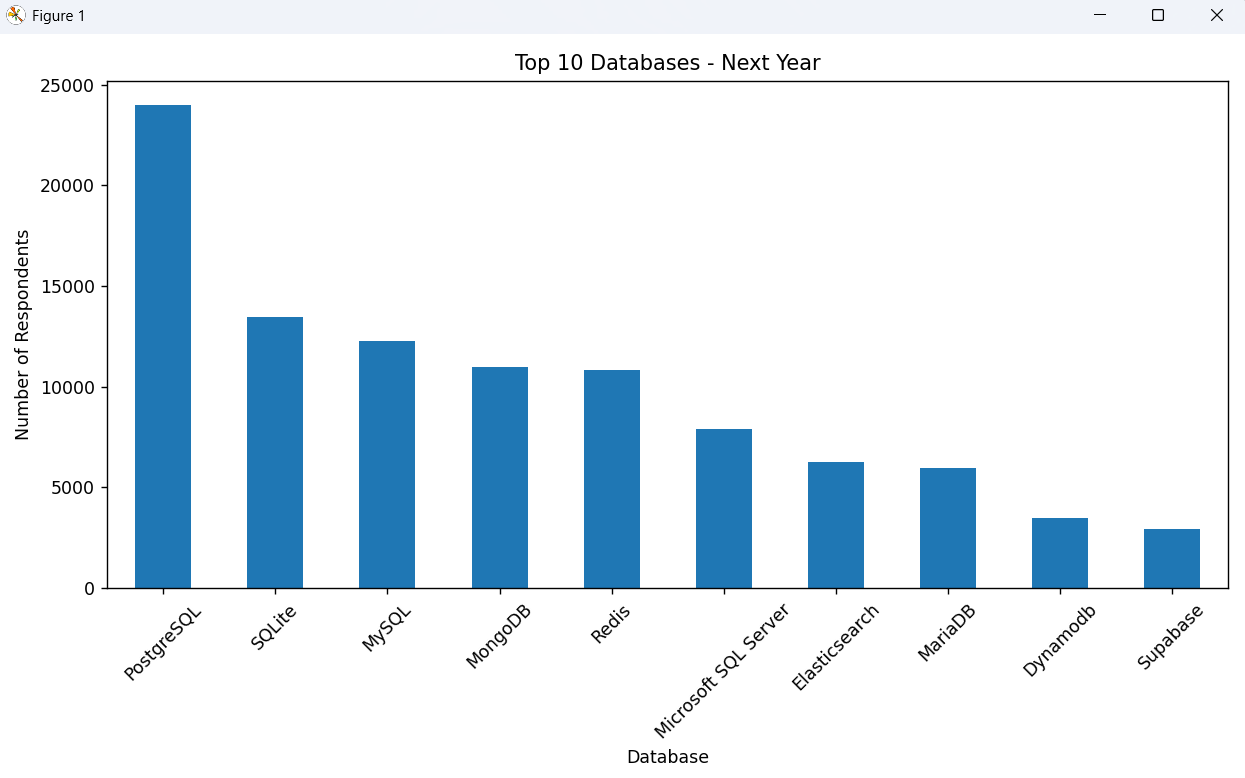 Figure 1
Top 10 Databases - Next Year
25000
20000
15000
10000
5000
0
Number of Respondents
PostgreSQL
SQLite
MySQL
MongoDB
Redis
Microsoft SQL Server
Elasticsearch
MariaDB
Dynamodb
Supabase
Database